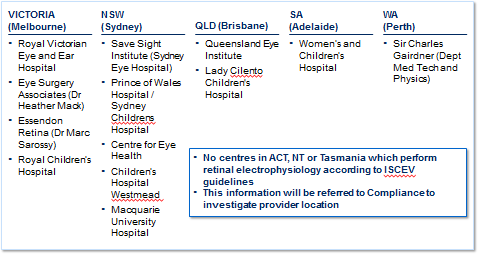 VICTORIA
(Melbourne)
• Royal Victorian
Eye and Ear
Hospital
• Eye Surgery
Associates (Dr
Heather Mack)
• Essendon
Retina (Dr Marc
Sarossy)
• Royal Children's
Hospital
NSW
(Sydney)
• Save Sight
Institute (Sydney
Eye Hospital)
• Prince of Wales
Hospital /
Sydney
Childrens
Hospital
• Centre for Eye
Health
• Children's
Hospital
Westmead
• Macquarie
University
Hospital
QLD (Brisbane)
• Queensland Eye
Institute
• Lady Cilento
Children's
Hospital
SA
(Adelaide)
• Women's and
Children's
Hospital
WA
(Perth)
• Sir Charles
Gairdner (Dept
Med Tech and
Physics)
• No centres in ACT, NT or Tasmania which perform
retinal electrophysiology according to ISCEV
guidelines
• This information will be referred to Compliance to
investigate provider location